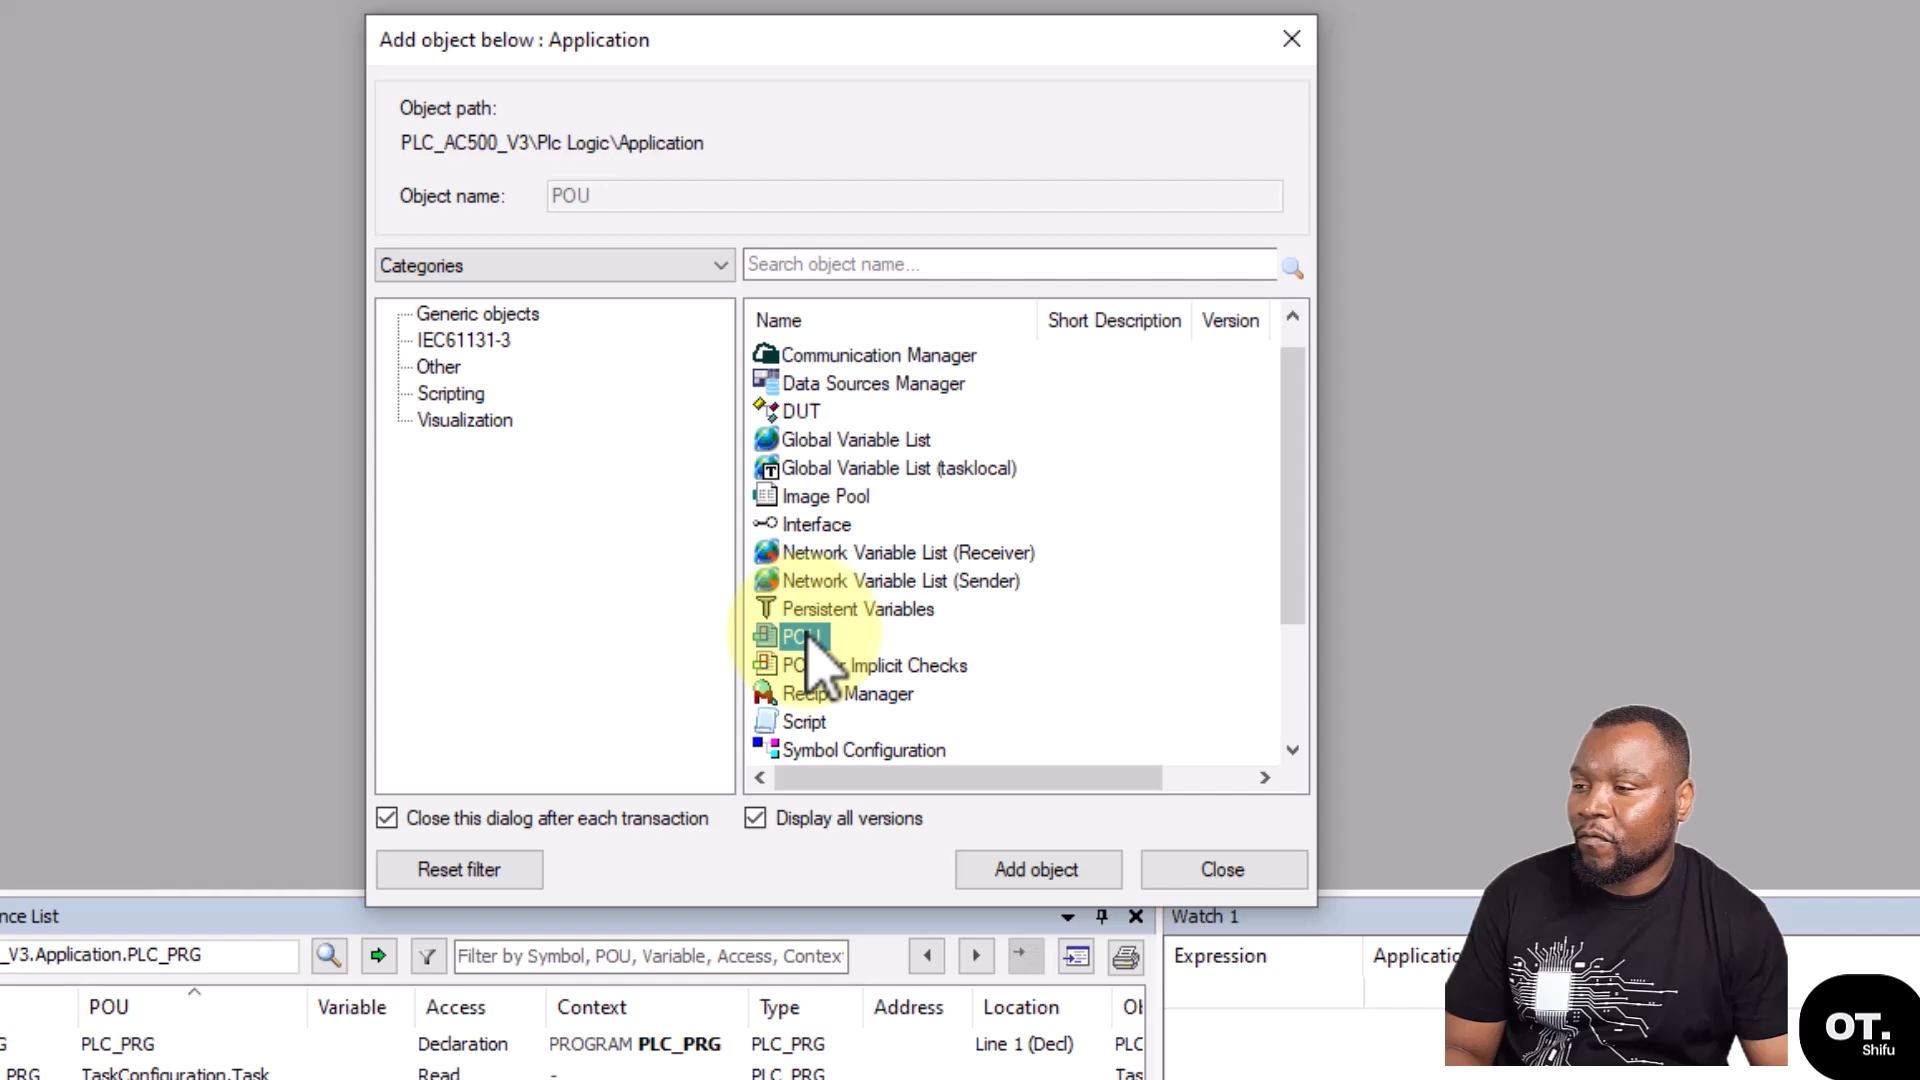 Add object below : Application
Object path:
PLC_AC500_V3\Plc Logic\Application
Object name: POU
Categories
Search object name...
Generic objects
IEC61131-3
Other
Scripting
Visualization
Name Short Description Version
Communication Manager
Data Sources Manager
DUT
Global Variable List
Global Variable List (tasklocal)
Image Pool
Interface
Network Variable List (Receiver)
Network Variable List (Sender)
Persistent Variables
POU
Implicit Checks
Manager
Script
Symbol Configuration
Close this dialog after each transaction
Display all versions
Reset filter
Add object
Close
nce List
Watch 1
_V3.Application.PLC_PRG
Filter by Symbol, POU, Variable, Access, Context
Expression
POU Variable Access Context Type Address Location
PLC_PRG Declaration PROGRAM PLC_PRG PLC_PRG Line 1 (Decl) PLC
PRG TaskConfiguration.Task Read - PLC_PRG Tas
OT.
Shifu